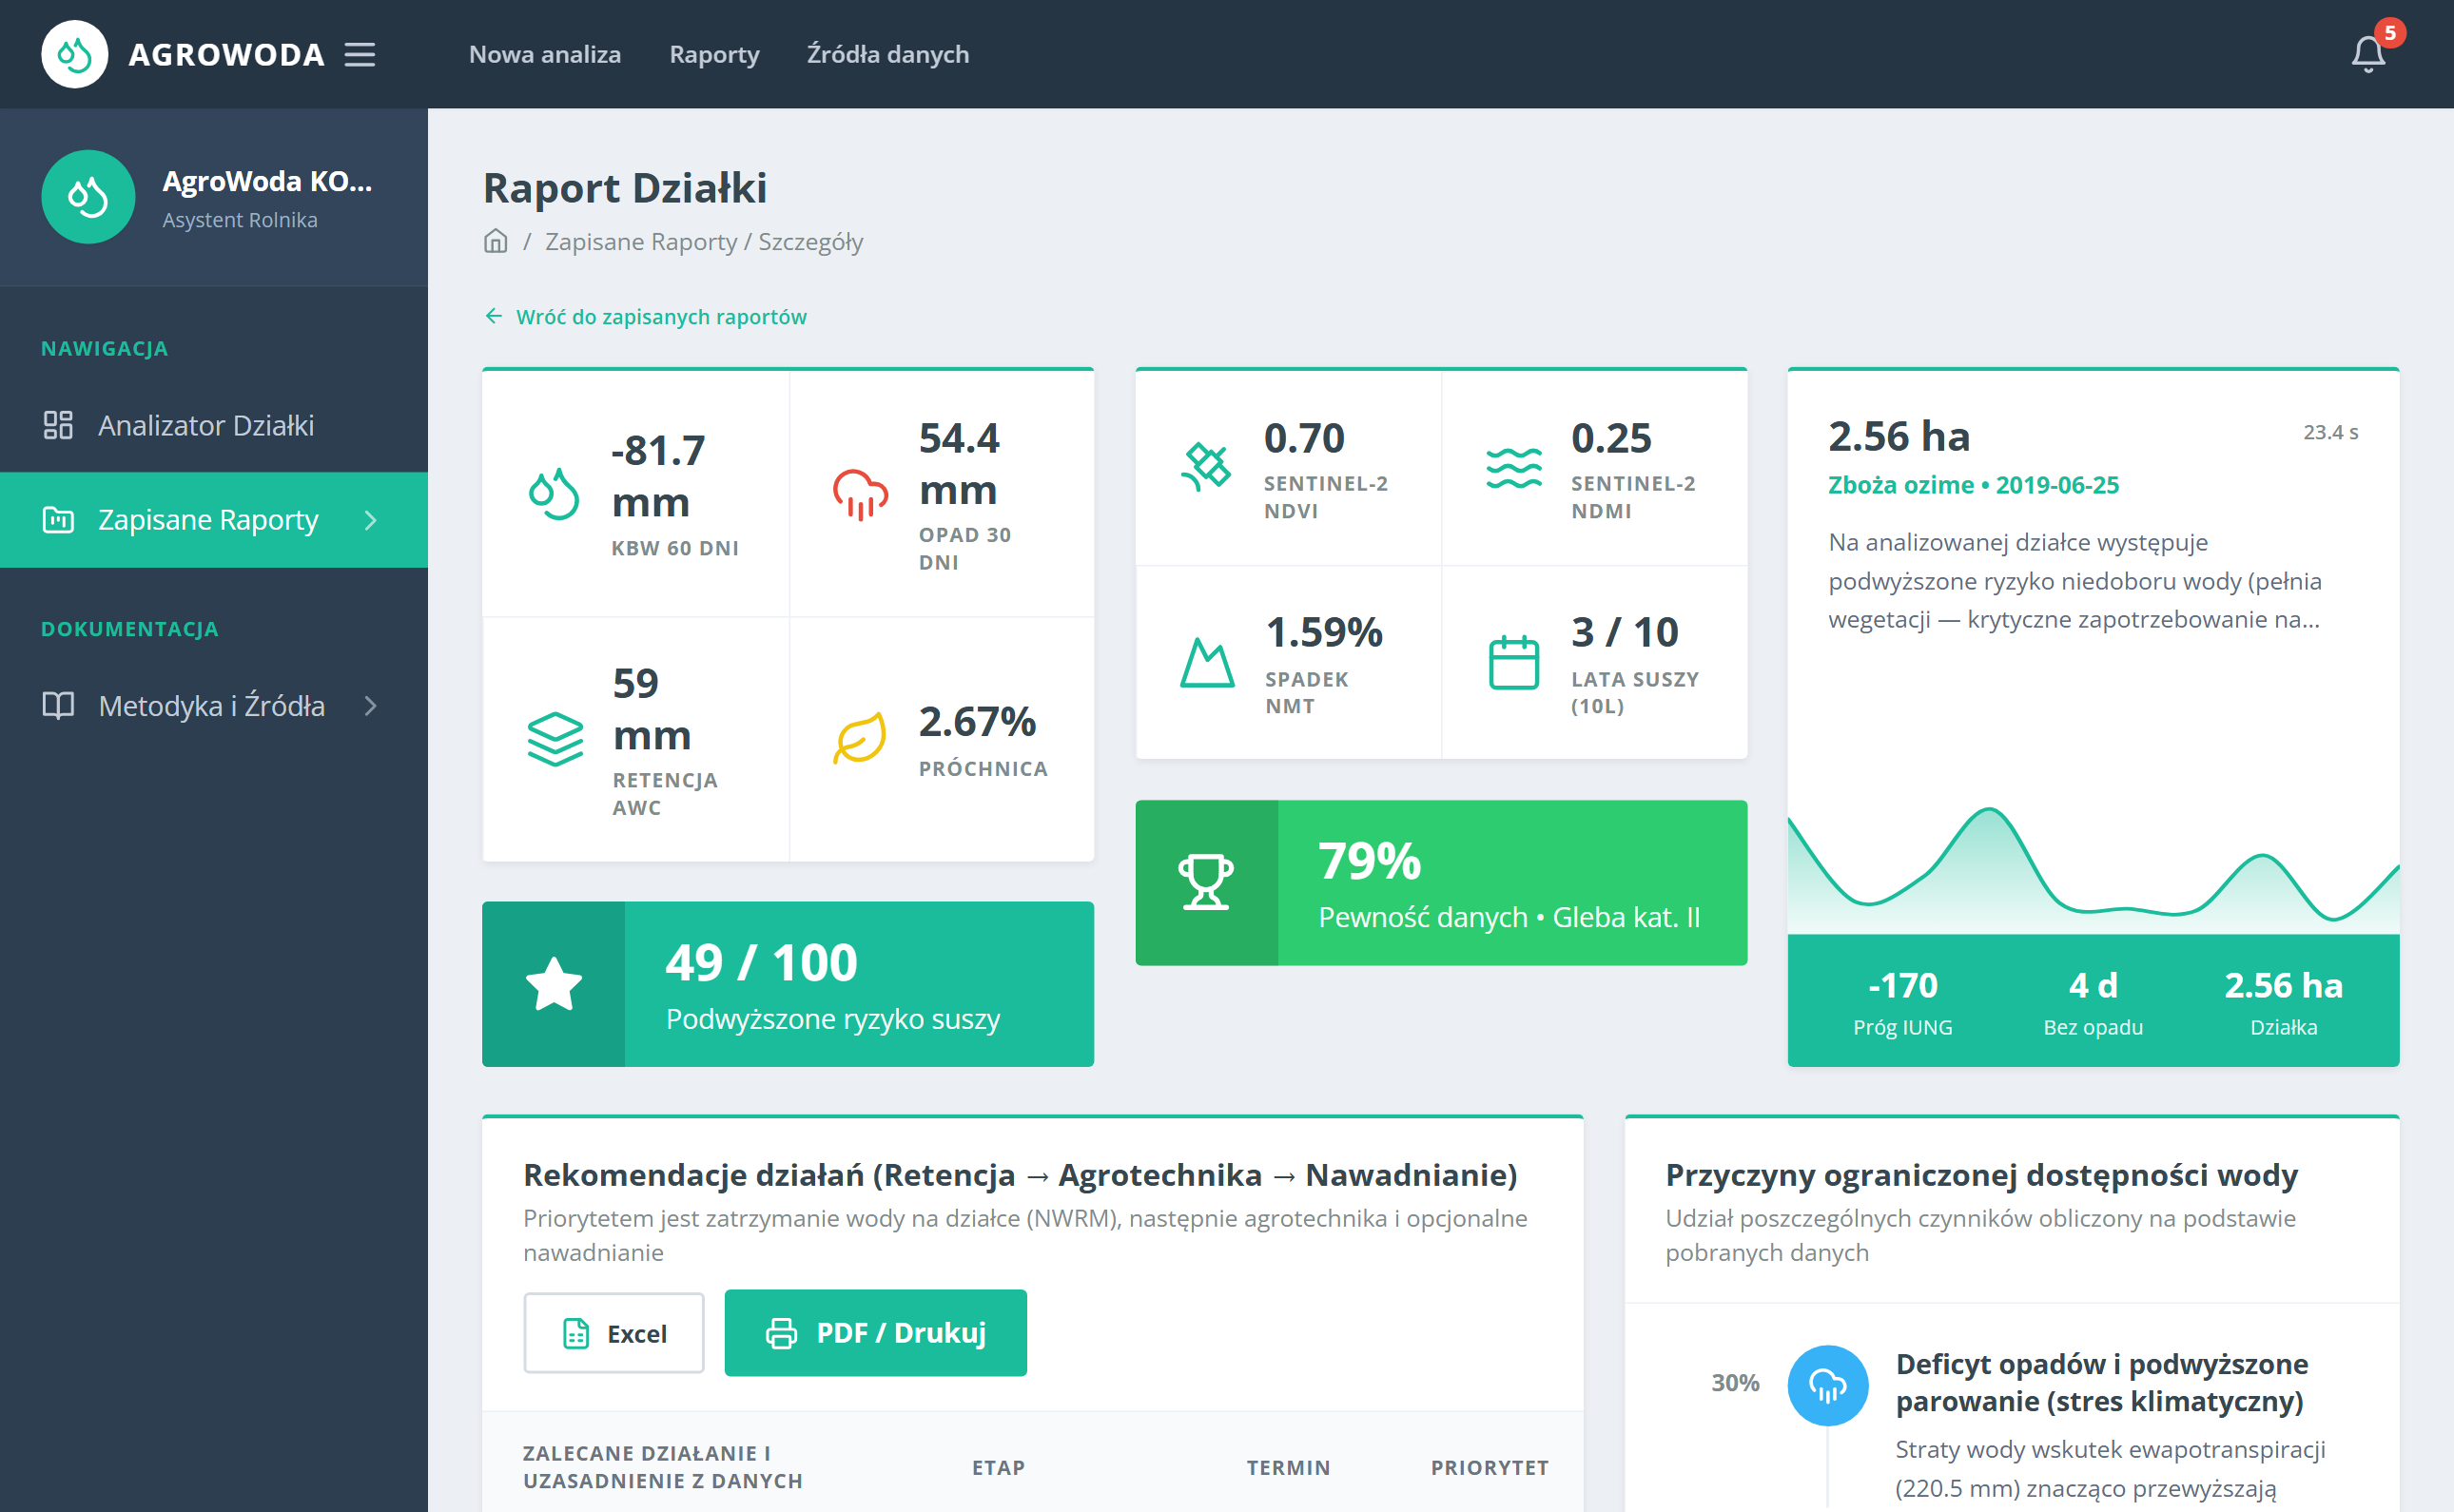 AGROWODA
Nowa analiza
Raporty
Źródła danych
5
AgroWoda KO...
Asystent Rolnika
NAWIGACJA
Analizator Działki
Zapisane Raporty
DOKUMENTACJA
Metodyka i Źródła
Raport Działki
/ Zapisane Raporty / Szczegóły
Wróć do zapisanych raportów
-81.7
mm
KBW 60 DNI
54.4
mm
OPAD 30
DNI
59
mm
RETENCJA
AWC
2.67%
PRÓCHNICA
49 / 100
Podwyższone ryzyko suszy
0.70
SENTINEL-2
NDVI
0.25
SENTINEL-2
NDMI
1.59%
SPADEK
NMT
3 / 10
LATA SUSZY
(10L)
79%
Pewność danych • Gleba kat. II
2.56 ha
23.4 s
Zboża ozime • 2019-06-25
Na analizowanej działce występuje
podwyższone ryzyko niedoboru wody (pełnia
wegetacji — krytyczne zapotrzebowanie na...
-170
Próg IUNG
4 d
Bez opadu
2.56 ha
Działka
Rekomendacje działań (Retencja → Agrotechnika → Nawadnianie)
Priorytetem jest zatrzymanie wody na działce (NWRM), następnie agrotechnika i opcjonalne
nawadnianie
Excel
PDF / Drukuj
ZALECANE DZIAŁANIE I
UZASADNIENIE Z DANYCH
ETAP
TERMIN
PRIORYTET
Przyczyny ograniczonej dostępności wody
Udział poszczególnych czynników obliczony na podstawie
pobranych danych
30%
Deficyt opadów i podwyższone
parowanie (stres klimatyczny)
Straty wody wskutek ewapotranspiracji
(220.5 mm) znacząco przewyższają